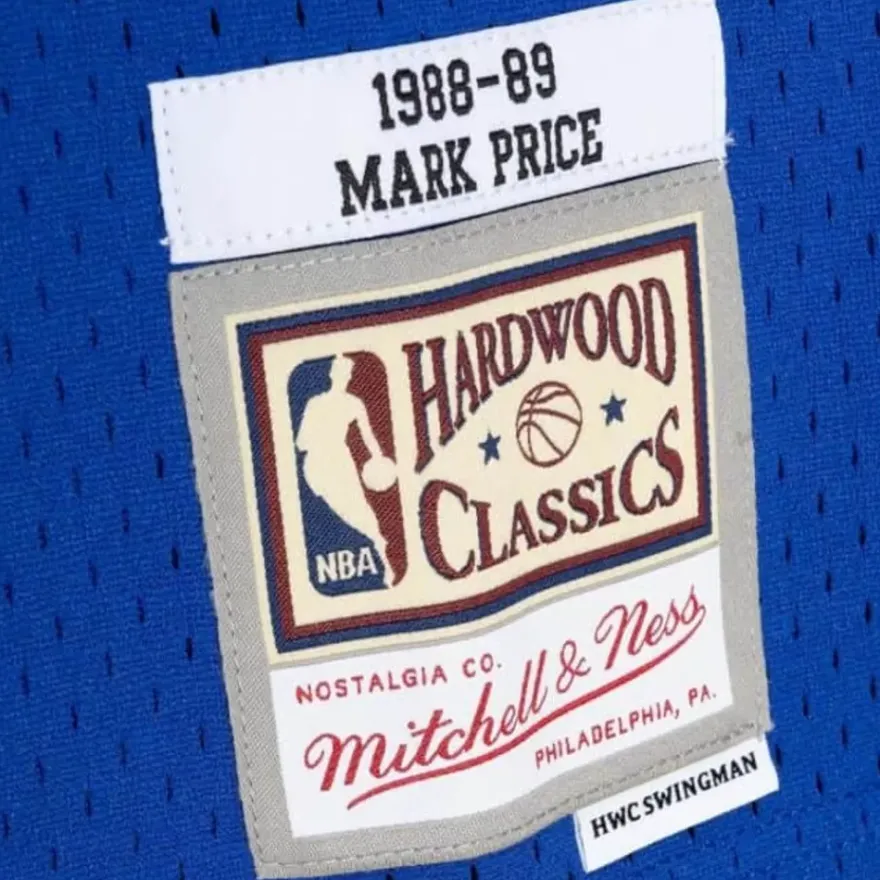 1988-89
MARK PRICE
HARDWOOD
CLASSICS
NBA
NOSTALGIA CO.
Mitchell & Ness
PHILADELPHIA, PA.
HWC SWINGMAN